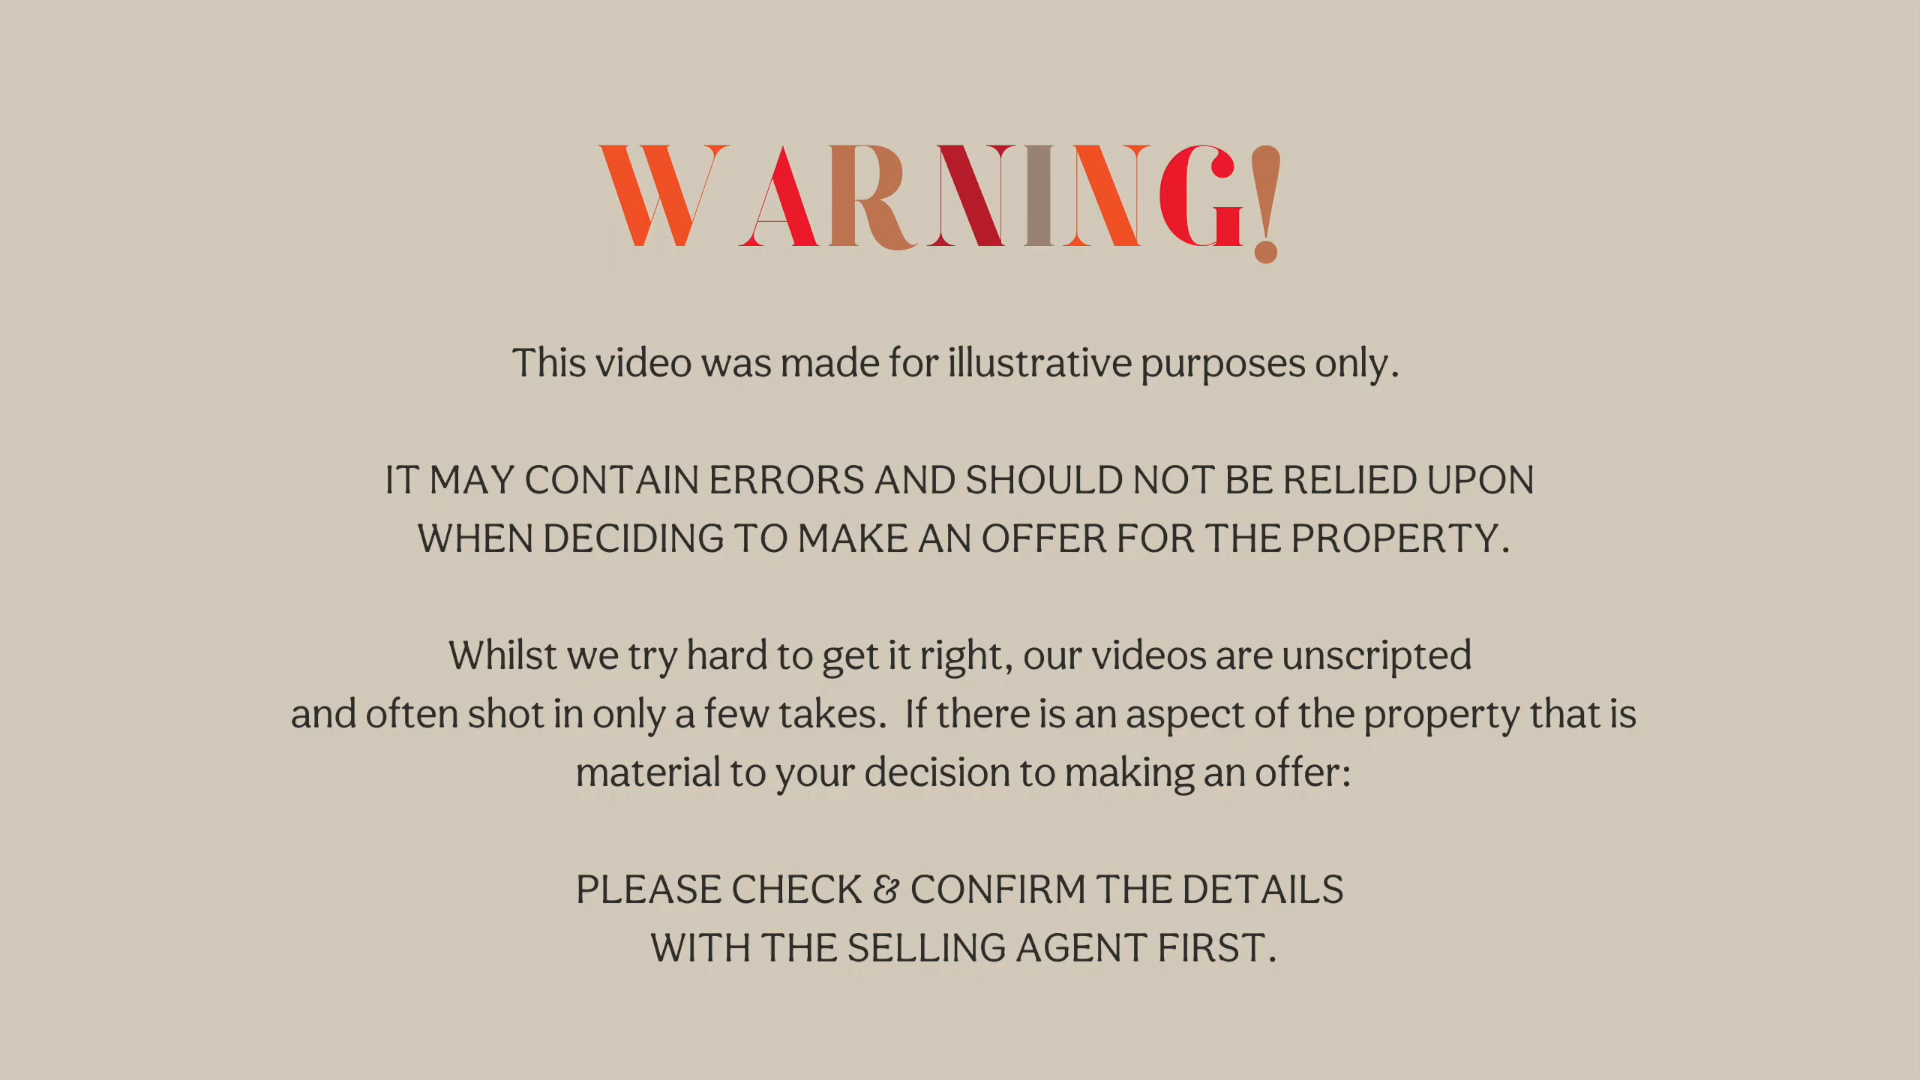 WARNING!
This video was made for illustrative purposes only.
IT MAY CONTAIN ERRORS AND SHOULD NOT BE RELIED UPON
WHEN DECIDING TO MAKE AN OFFER FOR THE PROPERTY.
Whilst we try hard to get it right, our videos are unscripted
and often shot in only a few takes.  If there is an aspect of the property that is
material to your decision to making an offer:
PLEASE CHECK & CONFIRM THE DETAILS
WITH THE SELLING AGENT FIRST.